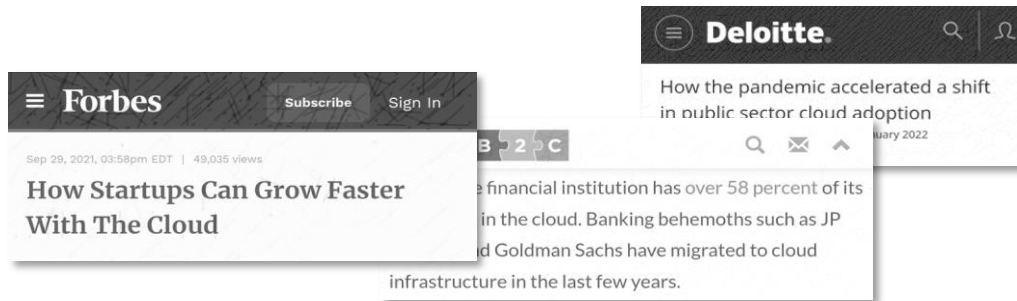 Forbes
Subscribe
Sign In
Sep 29, 2021, 03:58pm EDT | 49,035 views
How Startups Can Grow Faster
With The Cloud
B 2 C
financial institution has over 58 percent of its
in the cloud. Banking behemoths such as JP
Goldman Sachs have migrated to cloud
infrastructure in the last few years.
Deloitte.
How the pandemic accelerated a shift
in public sector cloud adoption
2022